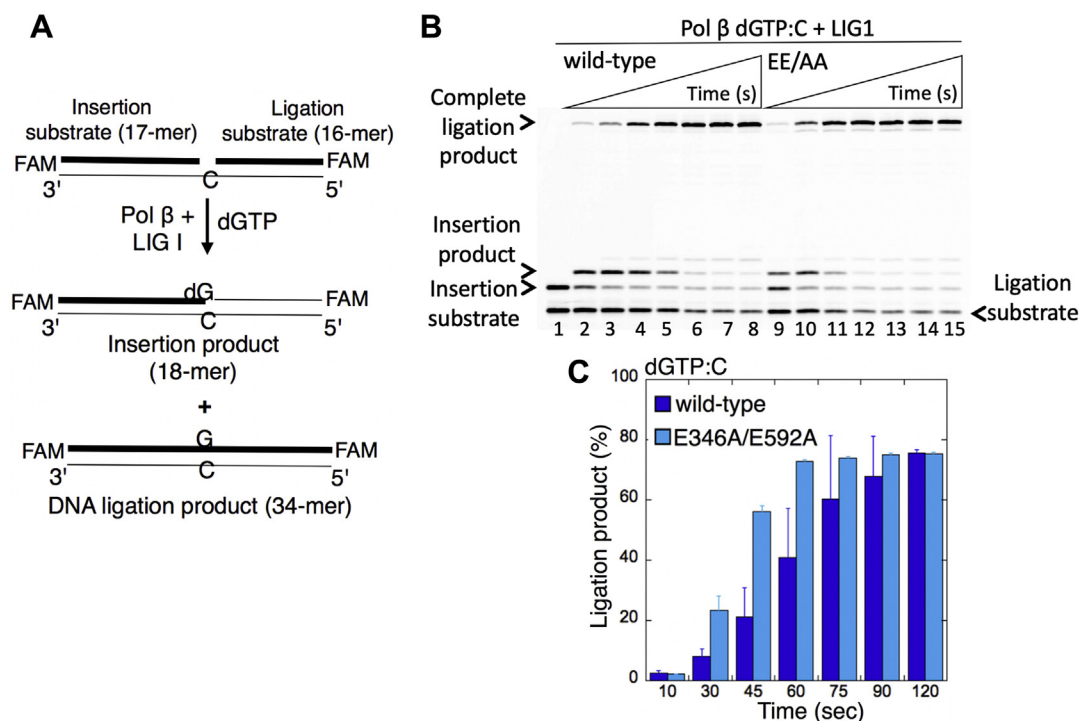 A
Insertion
substrate (17-mer)
Ligation
substrate (16-mer)
FAM
FAM
C
3'
5'
Pol β +
LIG I
dGTP
dG
FAM
FAM
C
3'
5'
Insertion product
(18-mer)
+
G
FAM
FAM
C
3'
5'
DNA ligation product (34-mer)
B
Pol β dGTP:C + LIG1
wild-type
EE/AA
Time (s)
Time (s)
Complete
ligation
product
Insertion
product
Insertion
substrate
Ligation
substrate
1 2 3 4 5 6 7 8 9 10 11 12 13 14 15
C
dGTP:C
wild-type
E346A/E592A
Ligation product (%)
100
80
60
40
20
0
10 30 45 60 75 90 120
Time (sec)